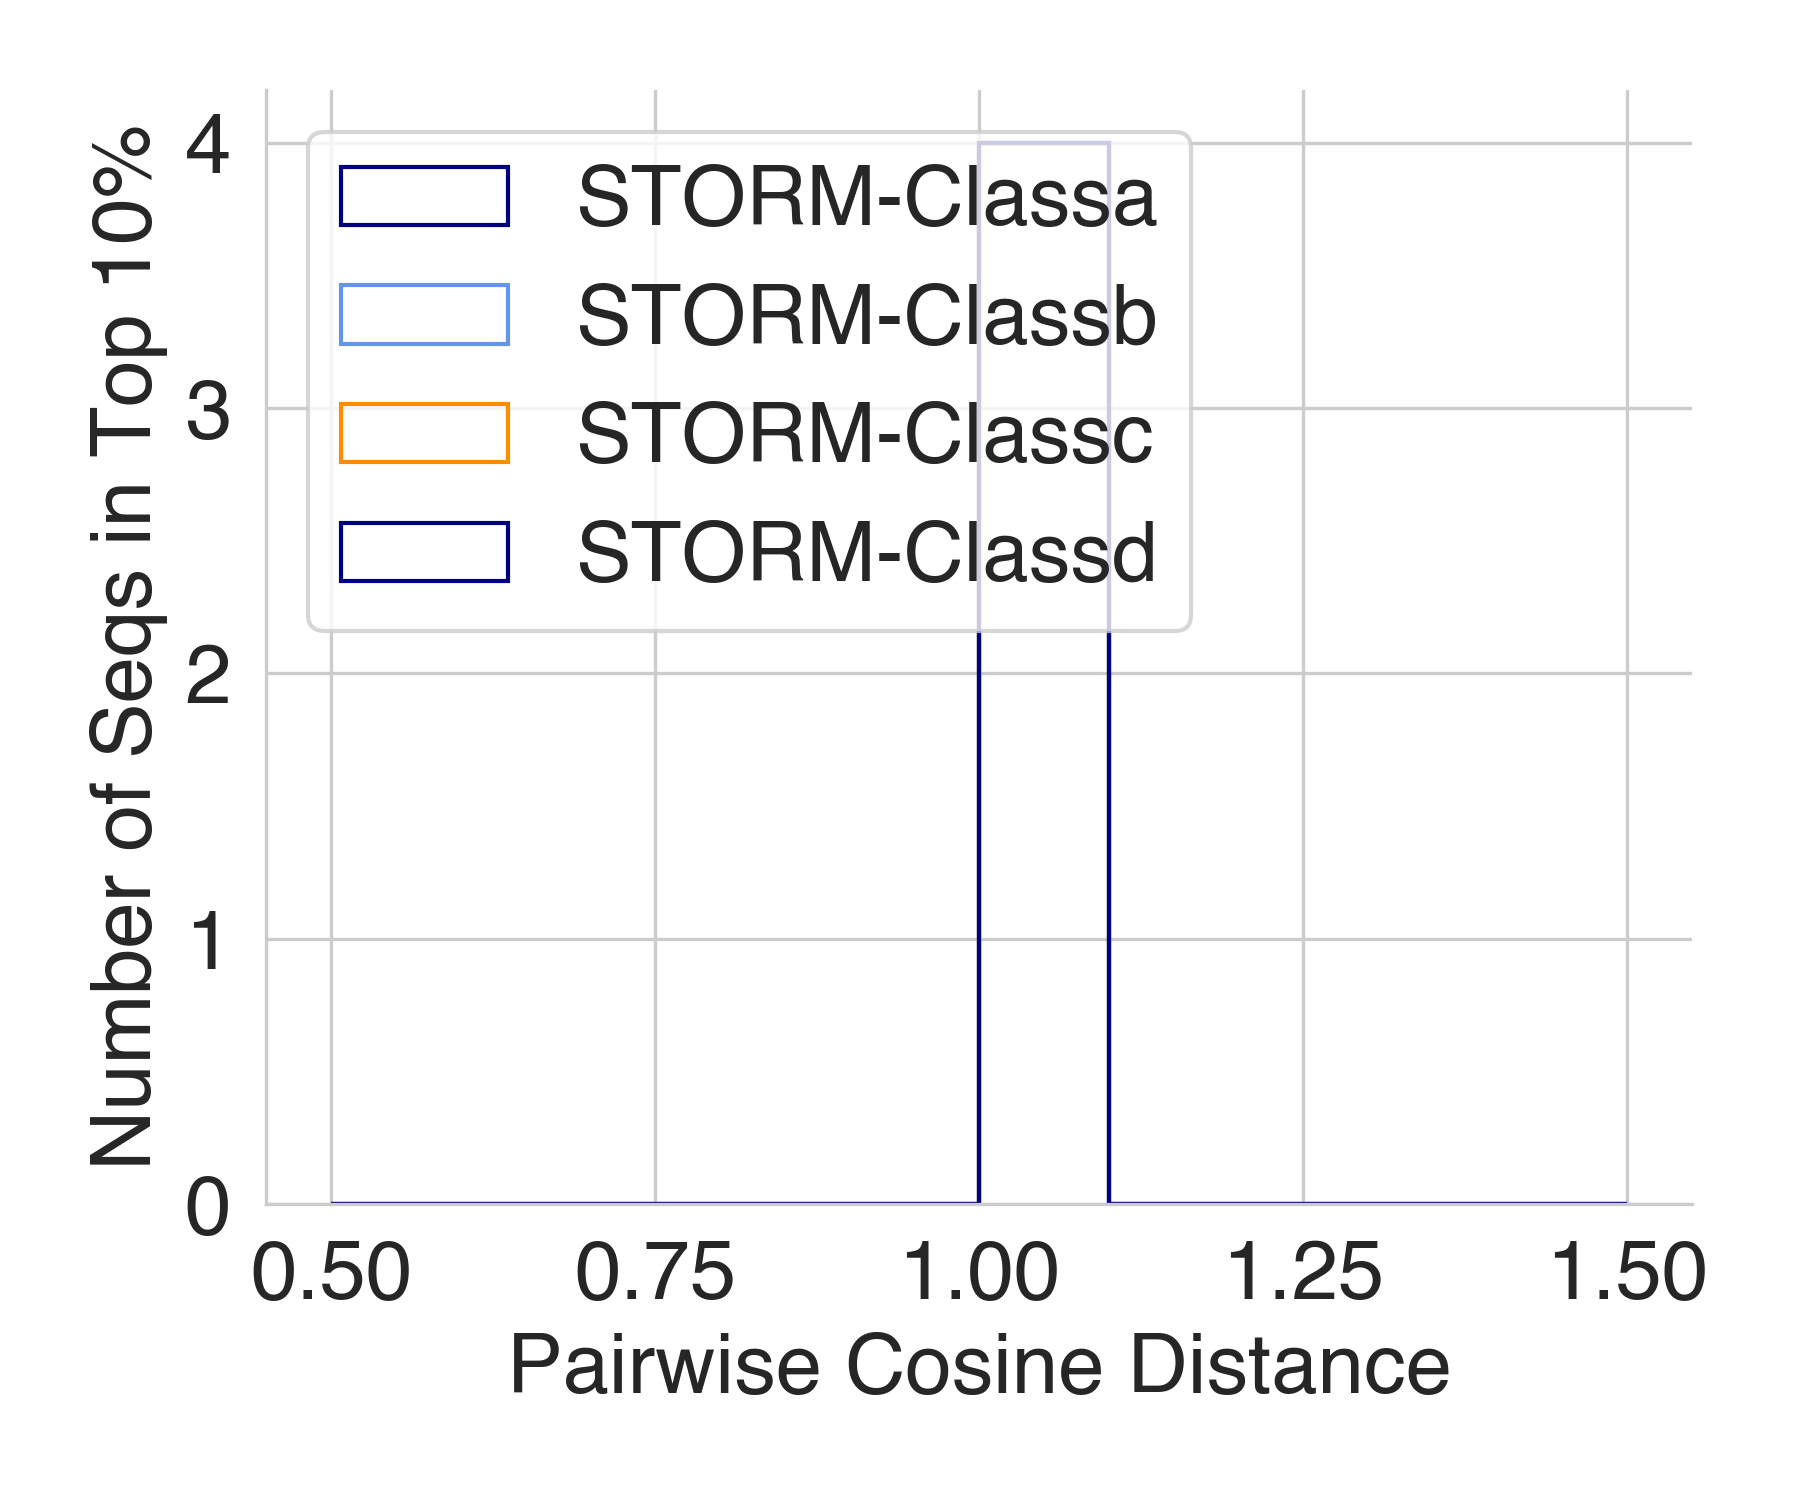 Number of Seqs in Top 10%
4
3
2
1
0
STORM-Classa
STORM-Classb
STORM-Classc
STORM-Classd
0.50 0.75 1.00 1.25 1.50
Pairwise Cosine Distance